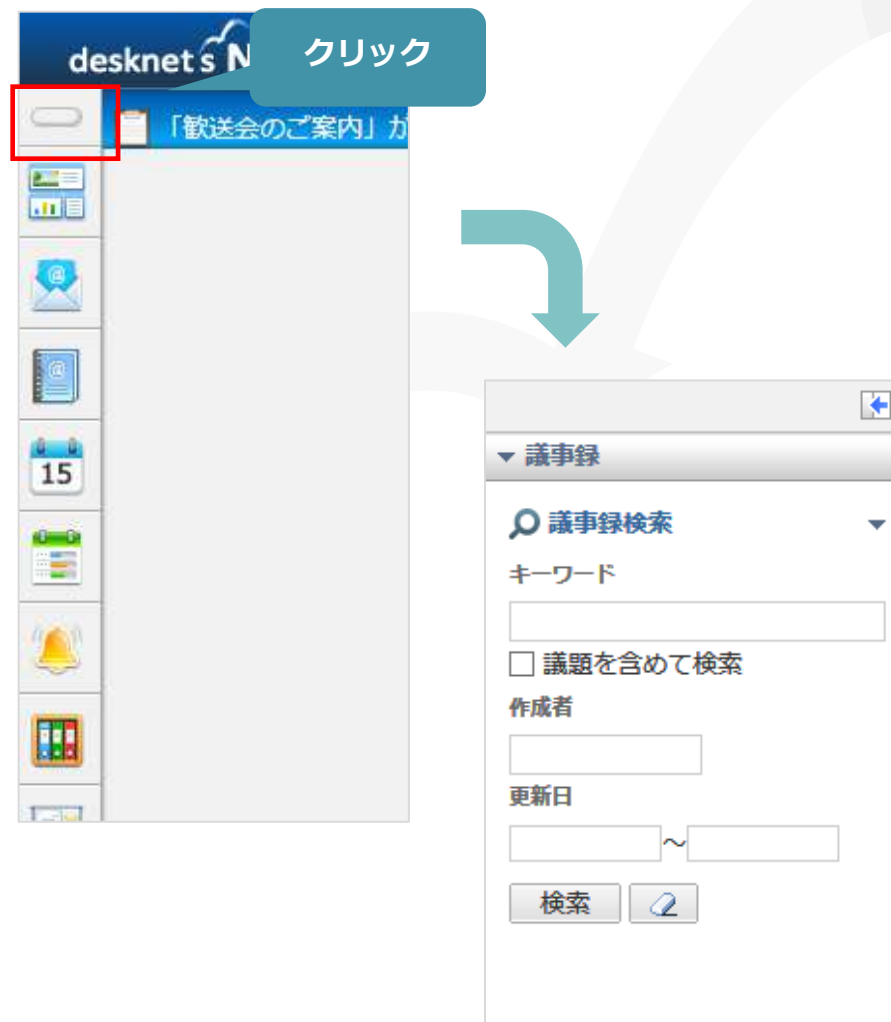 desknet's N
クリック
「歓送会のご案内」が
15
議事録
議事録検索
キーワード
議題を含めて検索
作成者
更新日
～
検索